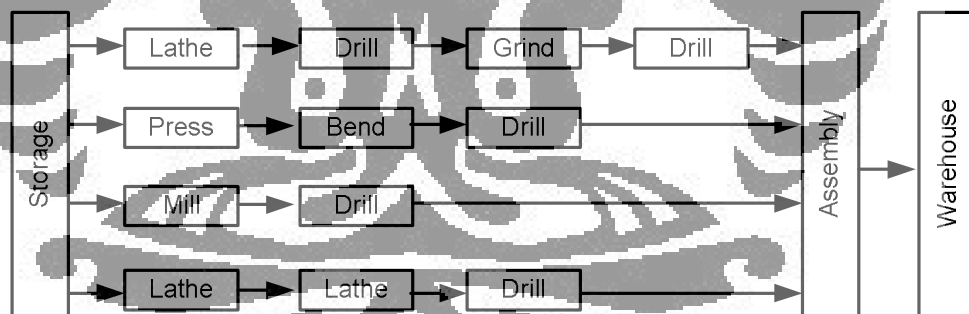 Storage
Lathe Drill Grind Drill
Press Bend Drill
Mill Drill
Lathe Lathe Drill
Assembly
Warehouse